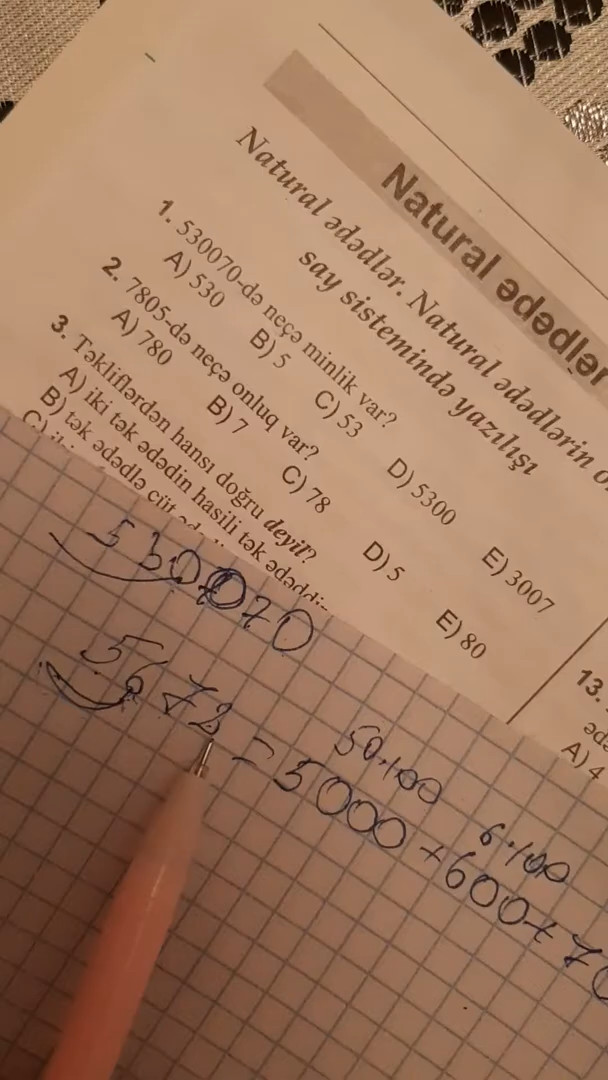 Natural ədədlər
Natural ədədlər. Natural ədədlərin
say sistemində yazılışı
1. 530070-də neçə minlik var?
A) 530 B) 5 C) 53 D) 5300 E) 3007
2. 7805-də neçə onluq var?
A) 780 B) 7 C) 78 D) 5 E) 80
3. Təkliflərdən hansı doğru deyil?
A) iki tək ədədin hasili tək ədəddir
B) tək ədədlə cüt
C)
13.
A) 4
530070
50·100 6·100
5672 = 5000+600+70